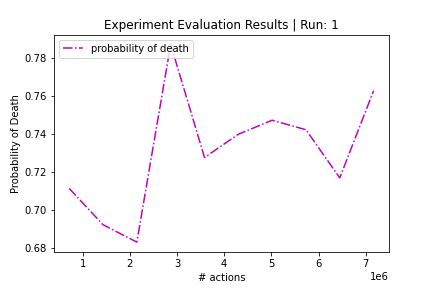 Experiment Evaluation Results | Run: 1
probability of death
Probability of Death
0.78
0.76
0.74
0.72
0.70
0.68
1 2 3 4 5 6 7
1e6
# actions